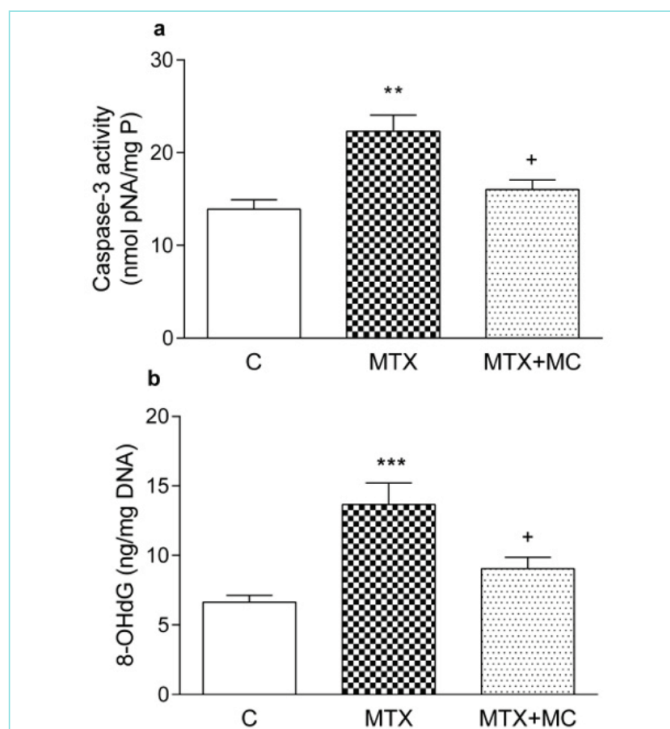 a
Caspase-3 activity
(nmol pNA/mg P)
30
20
10
0
**
+
C MTX MTX+MC
b
8-OHdG (ng/mg DNA)
20
15
10
5
0
***
+
C MTX MTX+MC